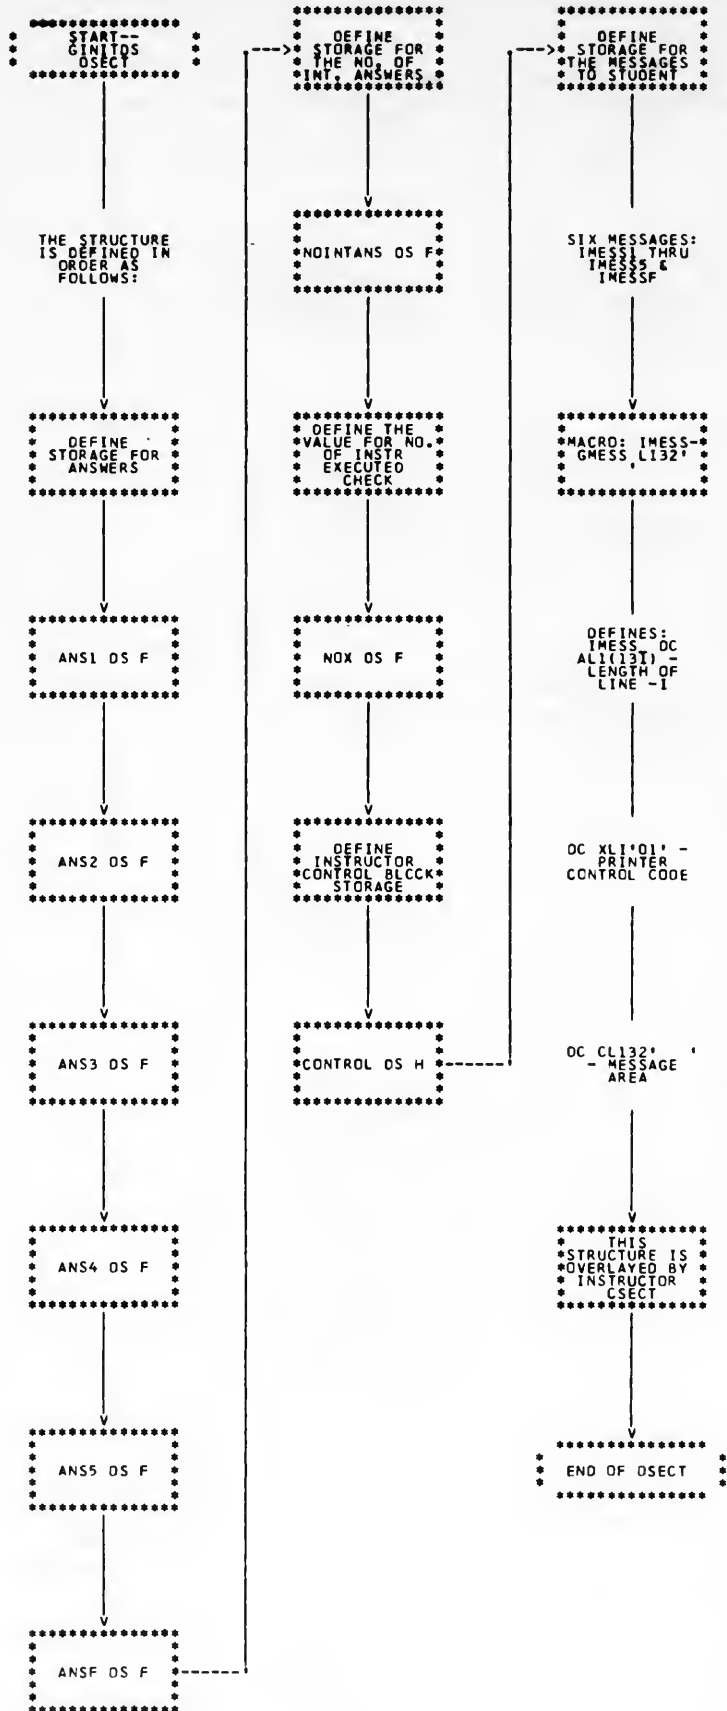 START--
GINITDS
DSECT
THE STRUCTURE
IS DEFINED IN
ORDER AS
FOLLOWS:
DEFINE
STORAGE FOR
ANSWERS
ANS1 DS F
ANS2 DS F
ANS3 DS F
ANS4 DS F
ANS5 DS F
ANSF DS F
DEFINE
STORAGE FOR
THE NO. OF
INT. ANSWERS
NOINTANS DS F
DEFINE THE
VALUE FOR NO.
OF INSTR
EXECUTED
CHECK
NOX DS F
DEFINE
INSTRUCTOR
CONTROL BLCCK
STORAGE
CONTROL DS H
DEFINE
STORAGE FOR
THE MESSAGES
TO STUDENT
SIX MESSAGES:
IMESS1 THRU
IMESS5 &
IMESSF
MACRO: IMESS-
GMESS L132'
'
DEFINES:
IMESS_ DC
AL1(131) -
LENGTH OF
LINE -1
DC XL1'01' -
PRINTER
CONTROL CODE
DC CL132' '
- MESSAGE
AREA
THIS
STRUCTURE IS
OVERLAYED BY
INSTRUCTOR
CSECT
END OF DSECT